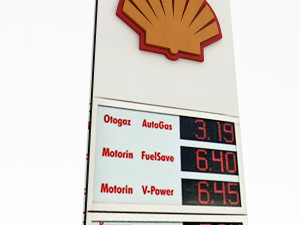 Otogaz AutoGas 3.19
Motorin FuelSave 6.40
Motorin V-Power 6.45